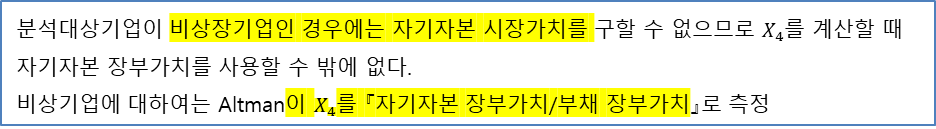 분석대상기업이 비상장기업인 경우에는 자기자본 시장가치를 구할 수 없으므로 X₄를 계산할 때
자기자본 장부가치를 사용할 수 밖에 없다.
비상기업에 대하여는 Altman이 X₄를 『자기자본 장부가치/부채 장부가치』로 측정